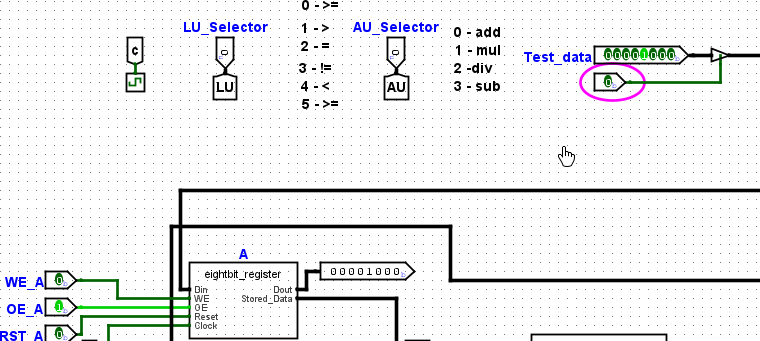 0 - >=
LU_Selector
1 - >
2 - =
3 - !=
4 - <
5 - >=
AU_Selector
0 - add
1 - mul
2 -div
3 - sub
C
0
LU
0
AU
Test_data
00001000
0
A
eightbit_register
Din
WE
OE
Reset
Clock
Dout
Stored_Data
00001000
WE_A
0
OE_A
1
RST_A
0